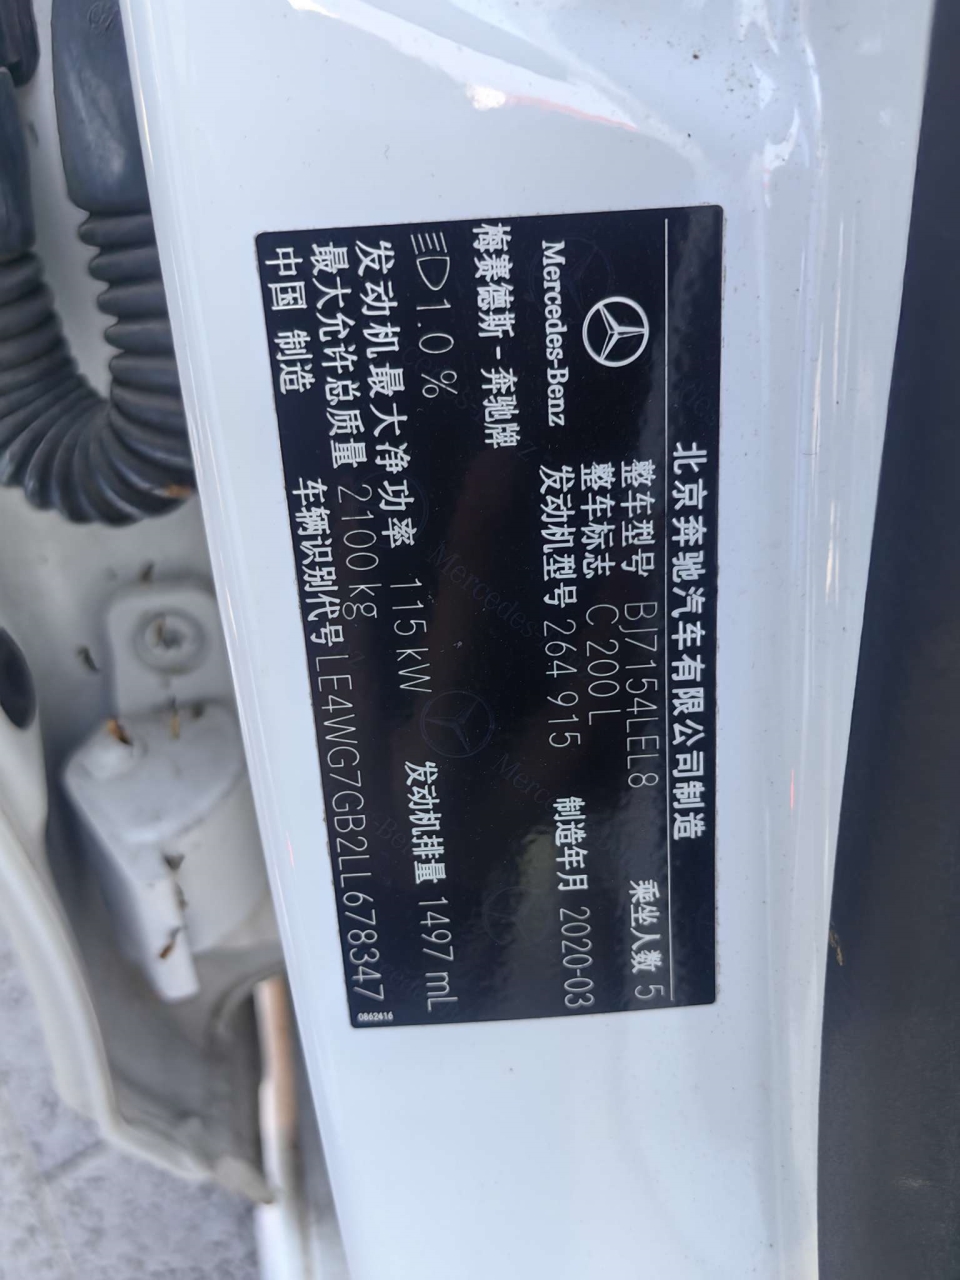 北京奔驰汽车有限公司制造
整车型号 BJ7154LEL8 乘坐人数 5
整车标志 C 200 L
Mercedes-Benz 发动机型号 264 915 制造年月 2020-03
梅赛德斯-奔驰牌
1.0 % 发动机排量 1497 mL
发动机最大净功率 115 kW
最大允许总质量 2100 kg
中国 制造 车辆识别代号 LE4WG7GB2LL678347
0862416